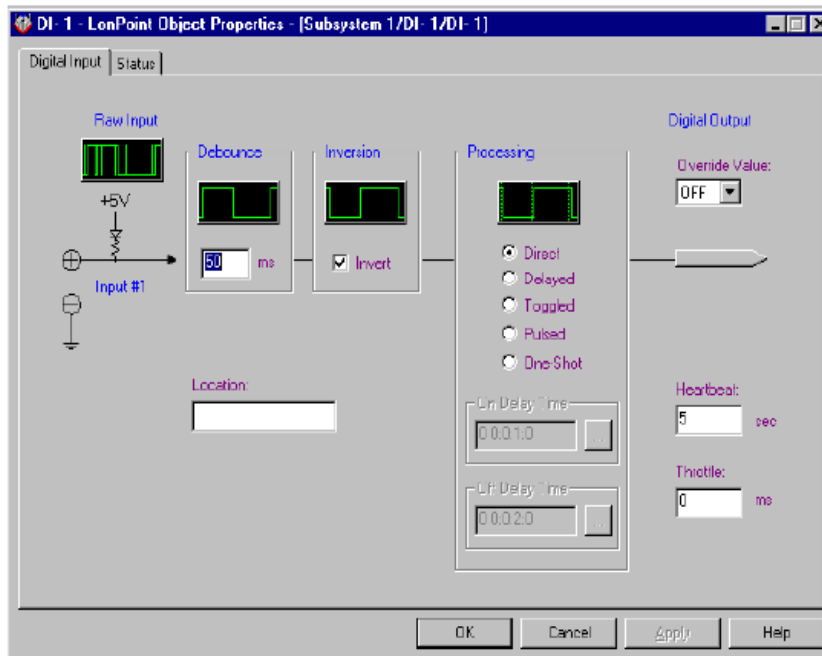 DI- 1 - LonPoint Object Properties - [Subsystem 1/DI- 1/DI- 1]
Digital Input
Status
Raw Input
Debounce
Inversion
Processing
Digital Output
Override Value:
OFF
+5V
Input #1
50 ms
Invert
Direct
Delayed
Toggled
Pulsed
One-Shot
Location:
On Delay Time
0 0:0:1:0
...
Off Delay Time
0 0:0:2:0
...
Heartbeat:
5 sec
Throttle:
0 ms
OK
Cancel
Apply
Help